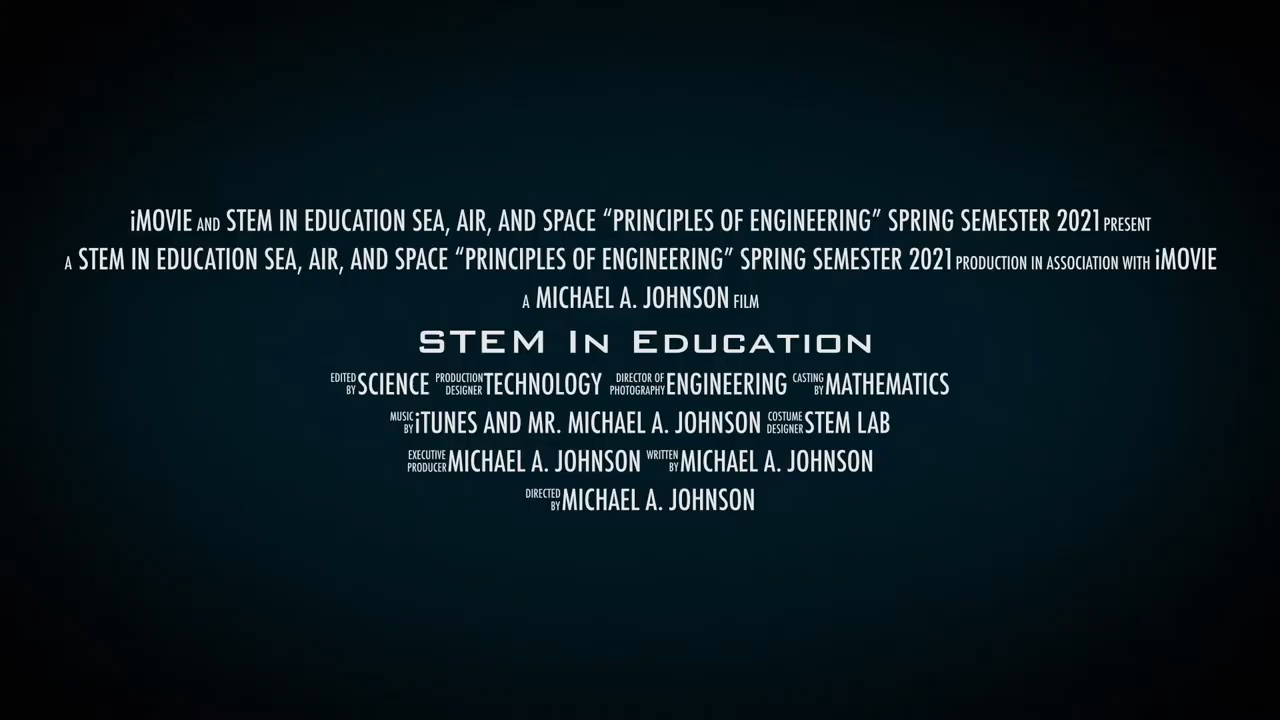 iMOVIE AND STEM IN EDUCATION SEA, AIR, AND SPACE “PRINCIPLES OF ENGINEERING” SPRING SEMESTER 2021 PRESENT
A STEM IN EDUCATION SEA, AIR, AND SPACE “PRINCIPLES OF ENGINEERING” SPRING SEMESTER 2021 PRODUCTION IN ASSOCIATION WITH iMOVIE
A MICHAEL A. JOHNSON FILM
STEM In Education
EDITED BY SCIENCE PRODUCTION DESIGNER TECHNOLOGY DIRECTOR OF PHOTOGRAPHY ENGINEERING CASTING BY MATHEMATICS
MUSIC BY iTUNES AND MR. MICHAEL A. JOHNSON COSTUME DESIGNER STEM LAB
EXECUTIVE PRODUCER MICHAEL A. JOHNSON WRITTEN BY MICHAEL A. JOHNSON
DIRECTED BY MICHAEL A. JOHNSON